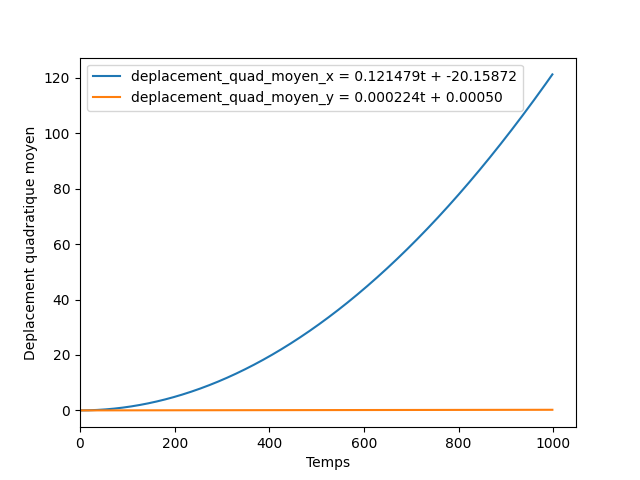 deplacement_quad_moyen_x = 0.121479t + -20.15872
deplacement_quad_moyen_y = 0.000224t + 0.00050
120
100
80
60
40
20
0
Deplacement quadratique moyen
0 200 400 600 800 1000
Temps